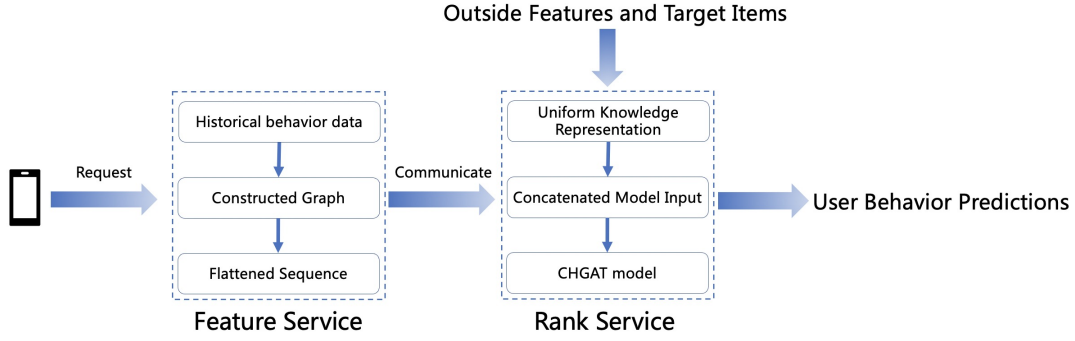 Outside Features and Target Items
Request
Historical behavior data
Constructed Graph
Flattened Sequence
Feature Service
Communicate
Uniform Knowledge
Representation
Concatenated Model Input
CHGAT model
Rank Service
User Behavior Predictions